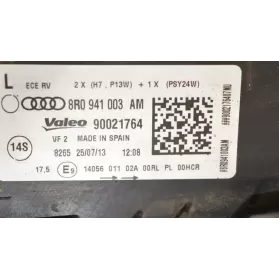 L ECE RV 2 X (H7, P13W) + 1 X (PSY24W)
8R0 941 003 AM
Valeo 90021764
VF 2 MADE IN SPAIN
14S
8265 25/07/13 12:08
17,5 E9 14056 011 02A 00RL PL 00HCR